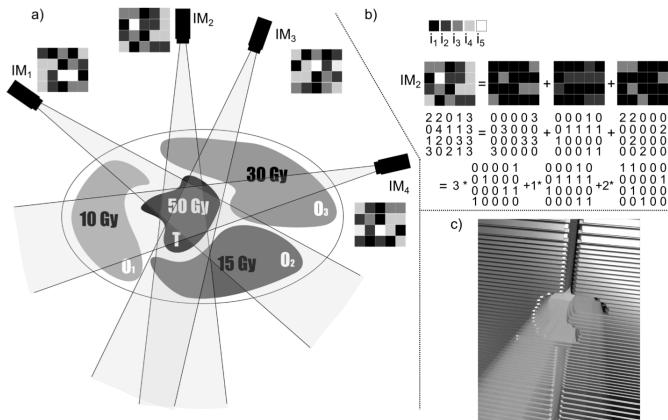 a)
IM₁
IM₂
IM₃
IM₄
10 Gy
O₁
50 Gy
T
30 Gy
O₃
15 Gy
O₂
b)
i₁ i₂ i₃ i₄ i₅
IM₂ = + +
2 2 0 1 3 0 0 0 0 3 0 0 0 1 0 2 2 0 0 0
0 4 1 1 3 = 0 3 0 0 0 + 0 1 1 1 1 + 0 0 0 0 2
1 2 0 3 3 0 0 0 3 3 1 0 0 0 0 0 2 0 0 0
3 0 2 1 3 3 0 0 0 0 0 0 0 1 1 0 0 2 0 0
0 0 0 0 1 0 0 0 1 0 1 1 0 0 0
= 3 * 0 1 0 0 0 +1* 0 1 1 1 1 +2* 0 0 0 0 1
0 0 0 1 1 1 0 0 0 0 0 1 0 0 0
1 0 0 0 0 0 0 0 1 1 0 0 1 0 0
c)